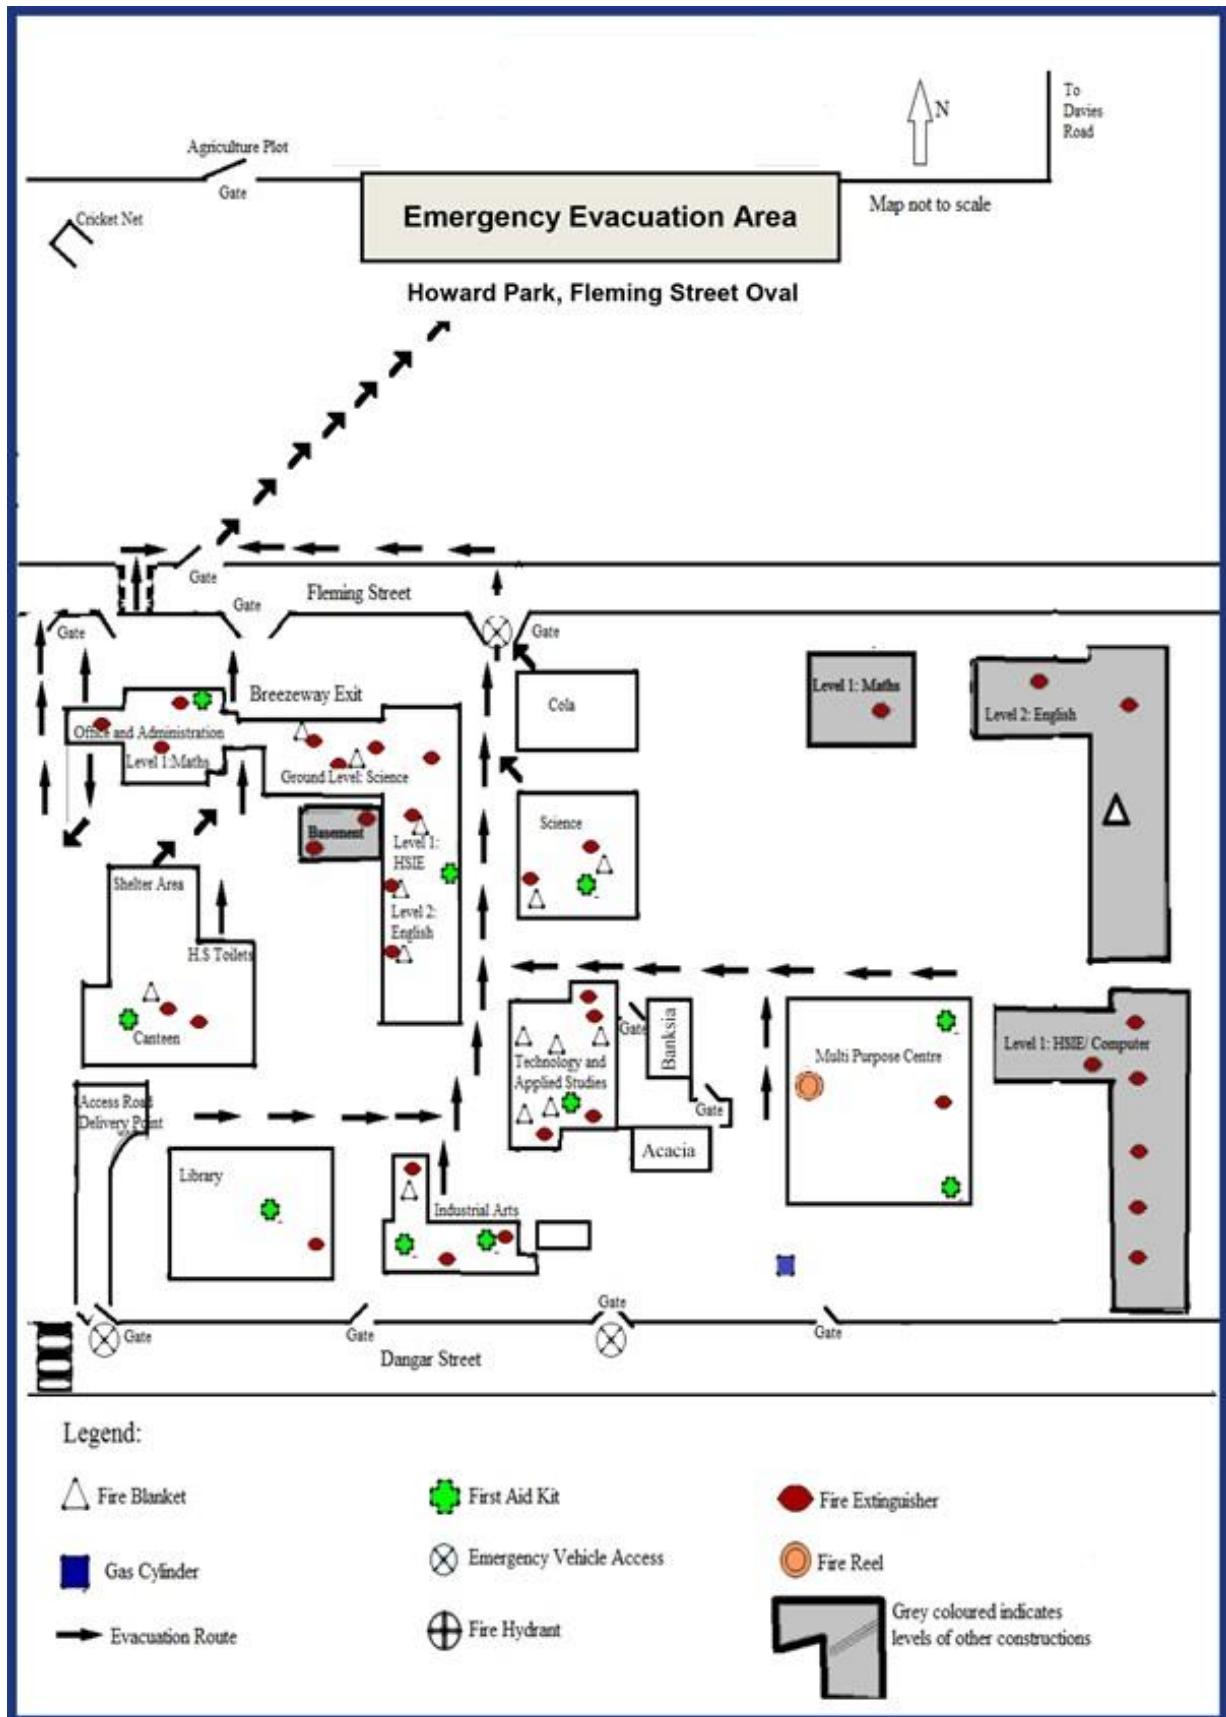 To
Davies
Road
N
Agriculture Plot
Gate
Map not to scale
Emergency Evacuation Area
Cricket Net
Howard Park, Fleming Street Oval
Gate
Fleming Street
Gate
Gate
Gate
Breezeway Exit
Cola
Level 1: Maths
Level 2: English
Office and Administration
Level 1:Maths
Ground Level: Science
Basement
Science
Level 1:
HSIE
Level 2:
English
Shelter Area
H.S Toilets
Canteen
Gate
Banksia
Technology and
Applied Studies
Multi Purpose Centre
Level 1: HSIE/ Computer
Gate
Access Road
Delivery Point
Acacia
Library
Industrial Arts
Gate
Gate
Gate
Gate
Dangar Street
Legend:
Fire Blanket
First Aid Kit
Fire Extinguisher
Gas Cylinder
Emergency Vehicle Access
Fire Reel
Evacuation Route
Fire Hydrant
Grey coloured indicates
levels of other constructions